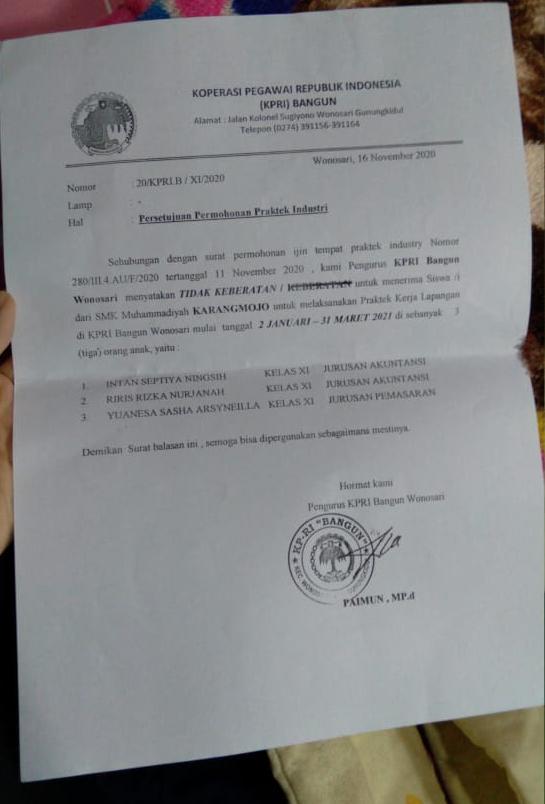 KOPERASI PEGAWAI REPUBLIK INDONESIA
(KPRI) BANGUN
Alamat : Jalan Kolonel Sugiyono Wonosari Gunungkidul
Telepon (0274) 391156-391164
Wonosari, 16 November 2020
Nomor : 20/KPRI.B / XI/2020
Lamp : -
Hal : Persetujuan Permohonan Praktek Industri
Sehubungan dengan surat permohonan ijin tempat praktek industry Nomor
280/III.4.AU/F/2020 tertanggal 11 November 2020 , kami Pengurus KPRI Bangun
Wonosari menyatakan TIDAK KEBERATAN / KEBERATAN untuk menerima Siswa /i
dari SMK Muhammadiyah KARANGMOJO untuk melaksanakan Praktek Kerja Lapangan
di KPRI Bangun Wonosari mulai tanggal 2 JANUARI – 31 MARET 2021 di sebanyak 3
(tiga) orang anak, yaitu :
1. INTAN SEPTIYA NINGSIH KELAS XI JURUSAN AKUNTANSI
2. RIRIS RIZKA NURJANAH KELAS XI JURUSAN AKUNTANSI
3. YUANESA SASHA ARSYNEILLA KELAS XI JURUSAN PEMASARAN
Demikan Surat balasan ini , semoga bisa dipergunakan sebagaimana mestinya.
Hormat kami
Pengurus KPRI Bangun Wonosari
KP-RI "BANGUN"
KEC. WONOSARI
PAIMUN , MP.d